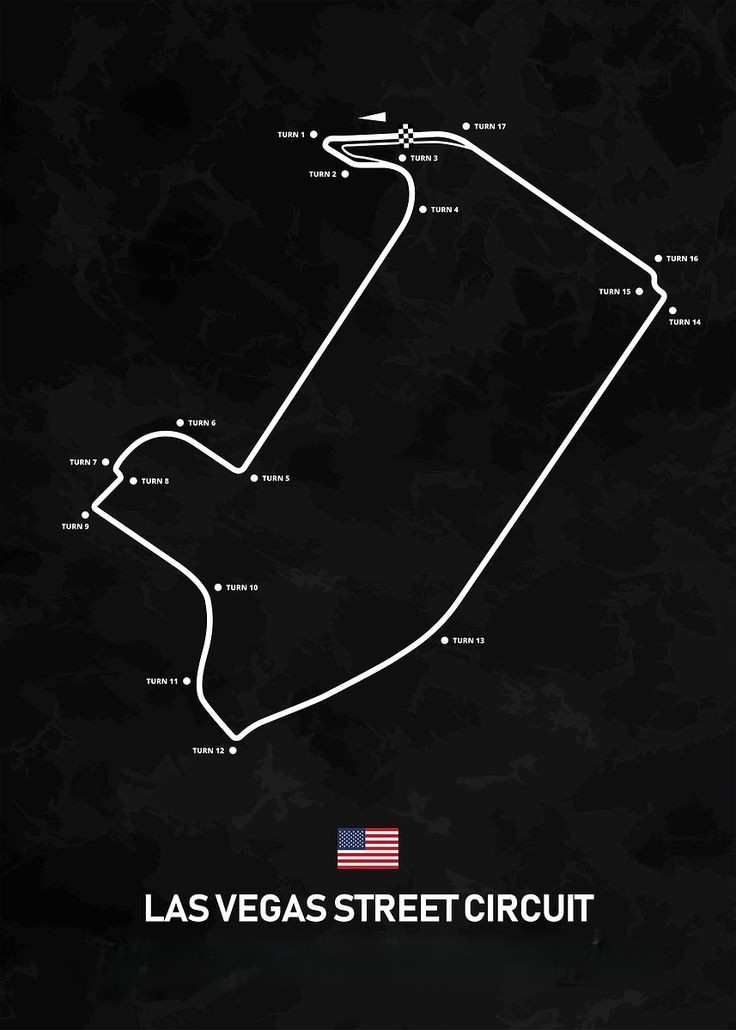 TURN 17
TURN 1
TURN 3
TURN 2
TURN 4
TURN 16
TURN 15
TURN 14
TURN 6
TURN 7
TURN 5
TURN 8
TURN 9
TURN 10
TURN 13
TURN 11
TURN 12
LAS VEGAS STREET CIRCUIT